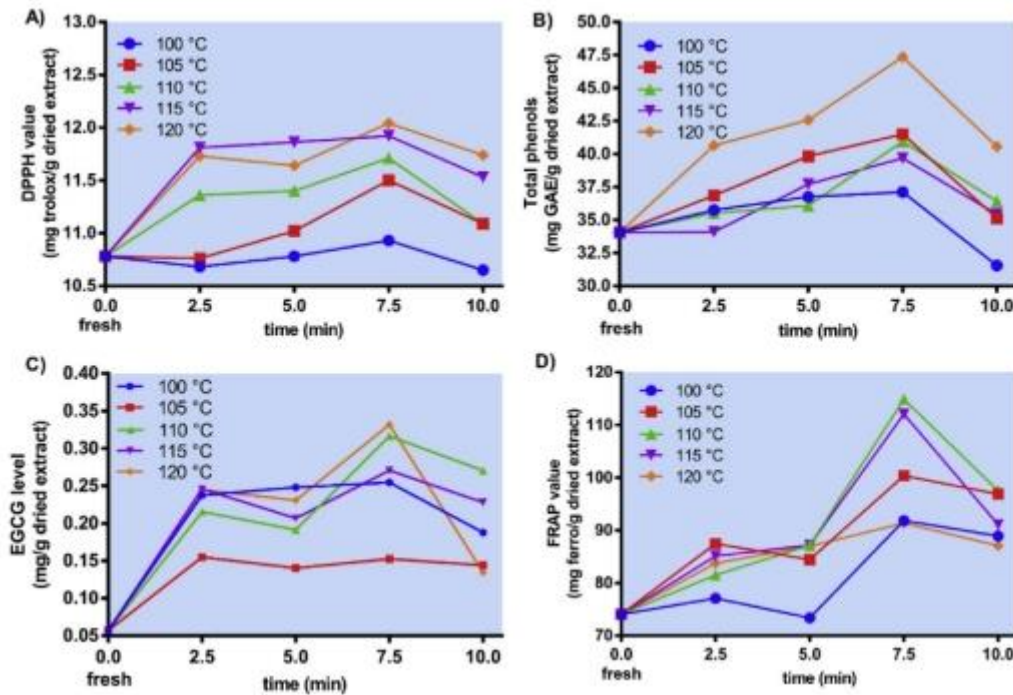 A)
DPPH value
(mg trolox/g dried extract)
13.0
12.5
12.0
11.5
11.0
10.5
100 °C
105 °C
110 °C
115 °C
120 °C
0.0
2.5
5.0
7.5
10.0
fresh
time (min)
B)
Total phenols
(mg GAE/g dried extract)
50.0
47.5
45.0
42.5
40.0
37.5
35.0
32.5
30.0
100 °C
105 °C
110 °C
115 °C
120 °C
0.0
2.5
5.0
7.5
10.0
fresh
time (min)
C)
EGCG level
(mg/g dried extract)
0.40
0.35
0.30
0.25
0.20
0.15
0.10
0.05
100 °C
105 °C
110 °C
115 °C
120 °C
0.0
2.5
5.0
7.5
10.0
fresh
time (min)
D)
FRAP value
(mg ferro/g dried extract)
120
110
100
90
80
70
100 °C
105 °C
110 °C
115 °C
120 °C
0.0
2.5
5.0
7.5
10.0
fresh
time (min)